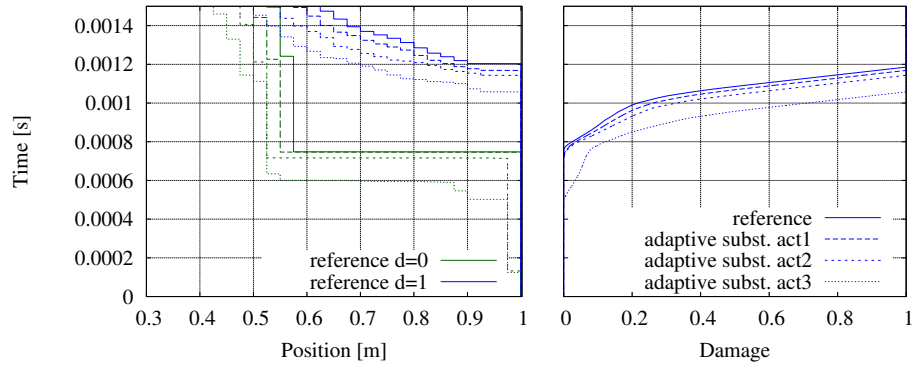 0.0015
0.0014
0.0012
0.001
0.0008
0.0006
0.0004
0.0002
0
Time [s]
reference d=0
reference d=1
0.3 0.4 0.5 0.6 0.7 0.8 0.9 1
Position [m]
reference
adaptive subst. act1
adaptive subst. act2
adaptive subst. act3
0 0.2 0.4 0.6 0.8 1
Damage